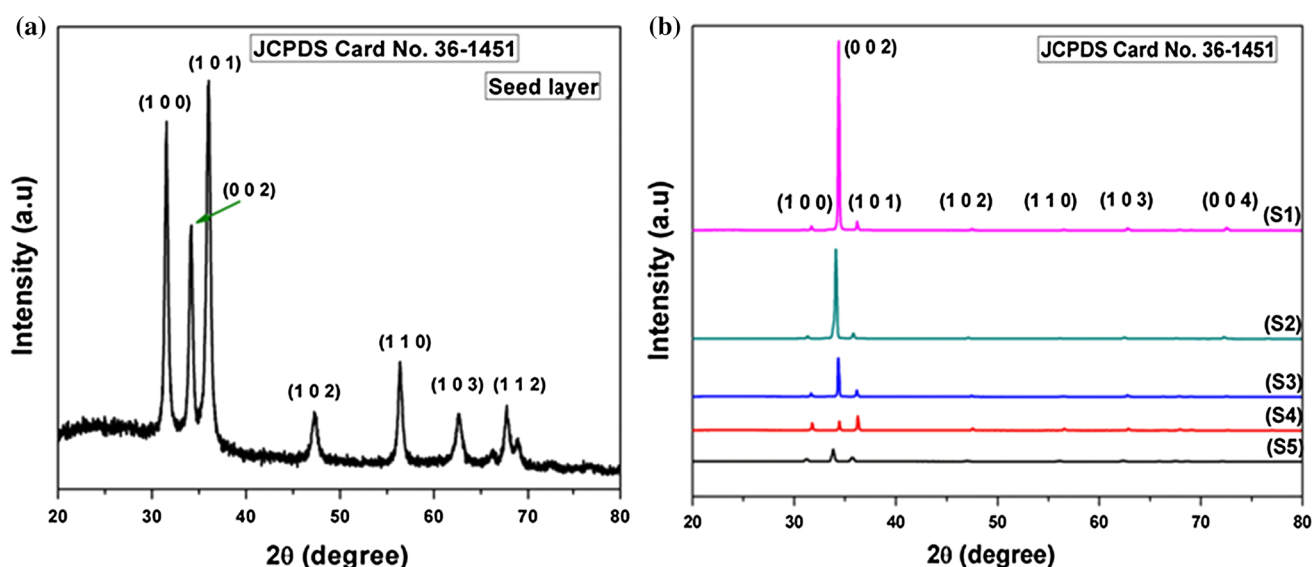 (a)
JCPDS Card No. 36-1451
Seed layer
(1 0 0)
(0 0 2)
(1 0 1)
(1 0 2)
(1 1 0)
(1 0 3)
(1 1 2)
Intensity (a.u)
20 30 40 50 60 70 80
2θ (degree)
(b)
JCPDS Card No. 36-1451
(0 0 2)
(1 0 0)
(1 0 1)
(1 0 2)
(1 1 0)
(1 0 3)
(0 0 4)
(S1)
(S2)
(S3)
(S4)
(S5)
Intensity (a.u)
20 30 40 50 60 70 80
2θ (degree)